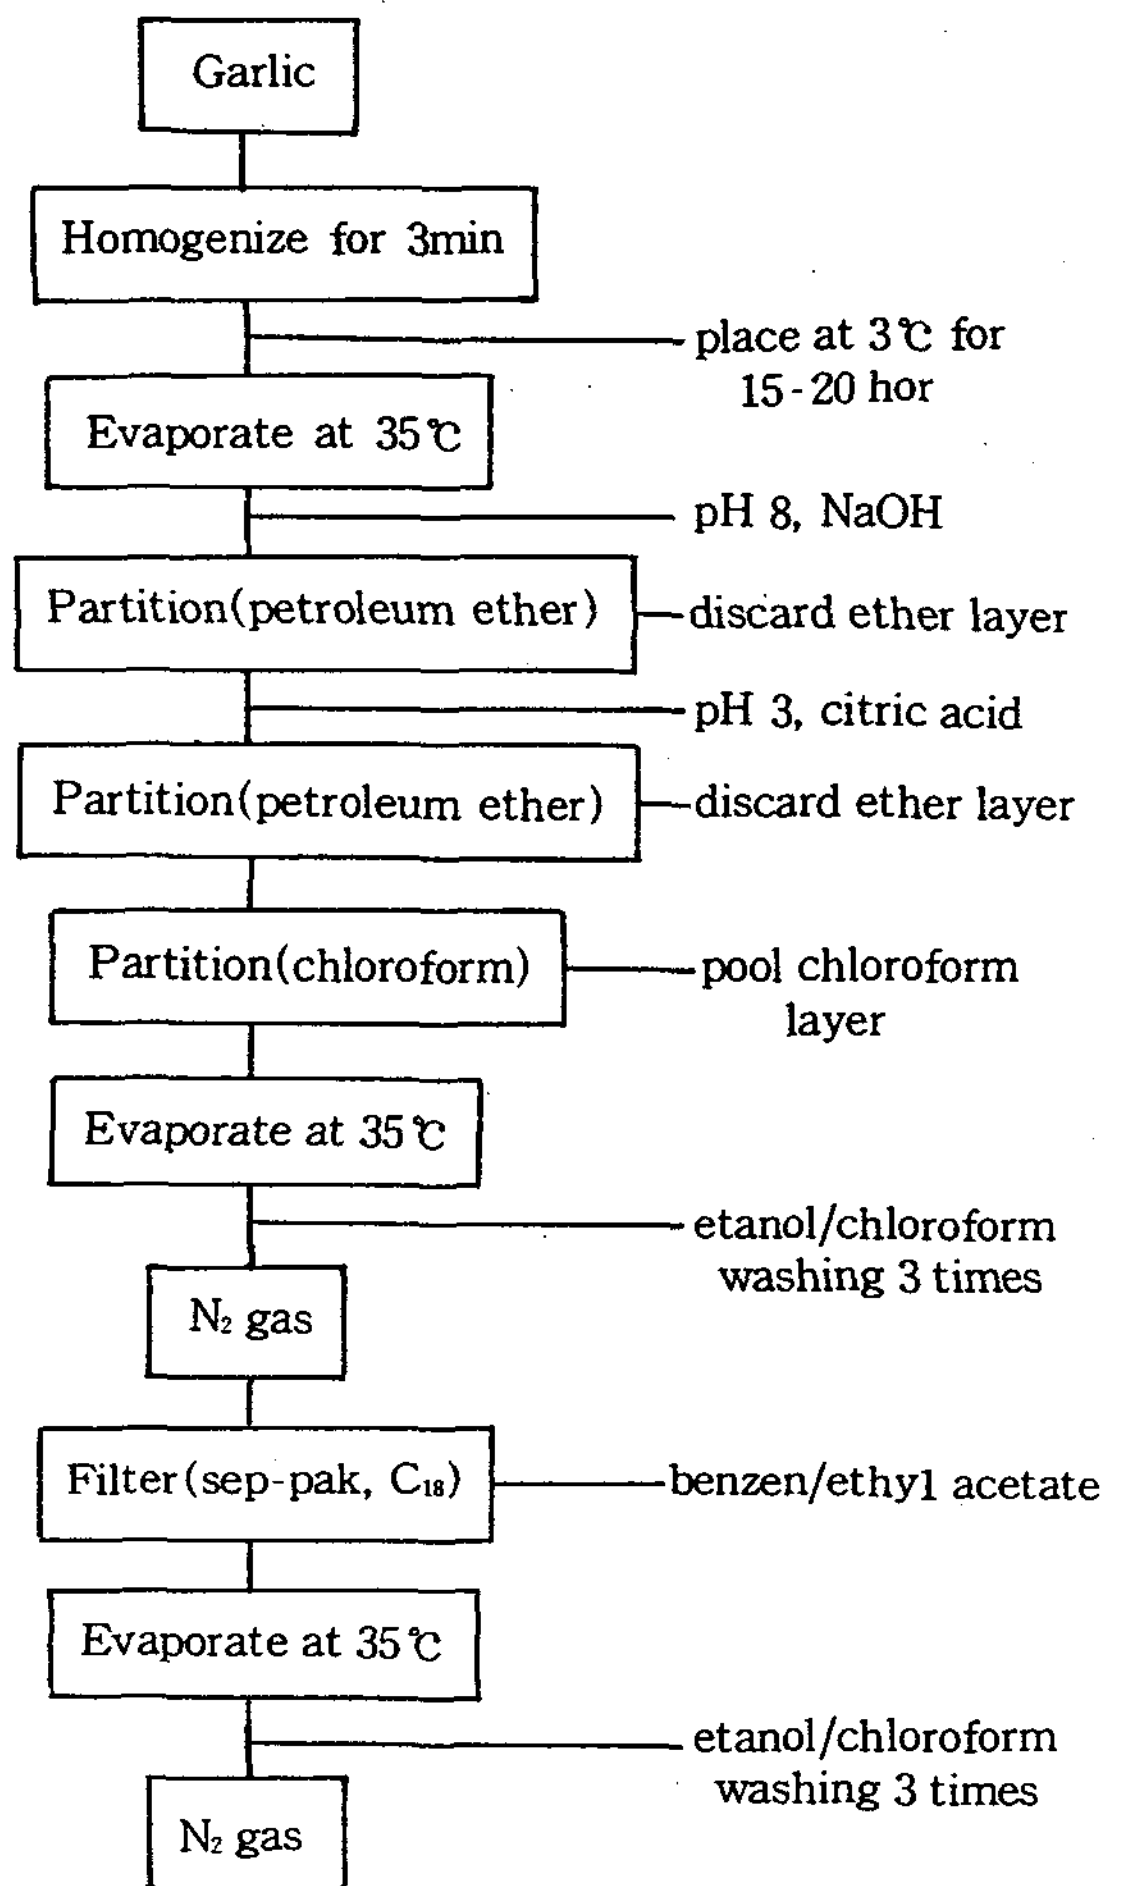 Garlic
Homogenize for 3min
place at 3℃ for
15-20 hor
Evaporate at 35℃
pH 8, NaOH
Partition(petroleum ether)
discard ether layer
pH 3, citric acid
Partition(petroleum ether)
discard ether layer
Partition(chloroform)
pool chloroform
layer
Evaporate at 35℃
etanol/chloroform
washing 3 times
N₂ gas
Filter(sep-pak, C₁₈)
benzen/ethyl acetate
Evaporate at 35℃
etanol/chloroform
washing 3 times
N₂ gas